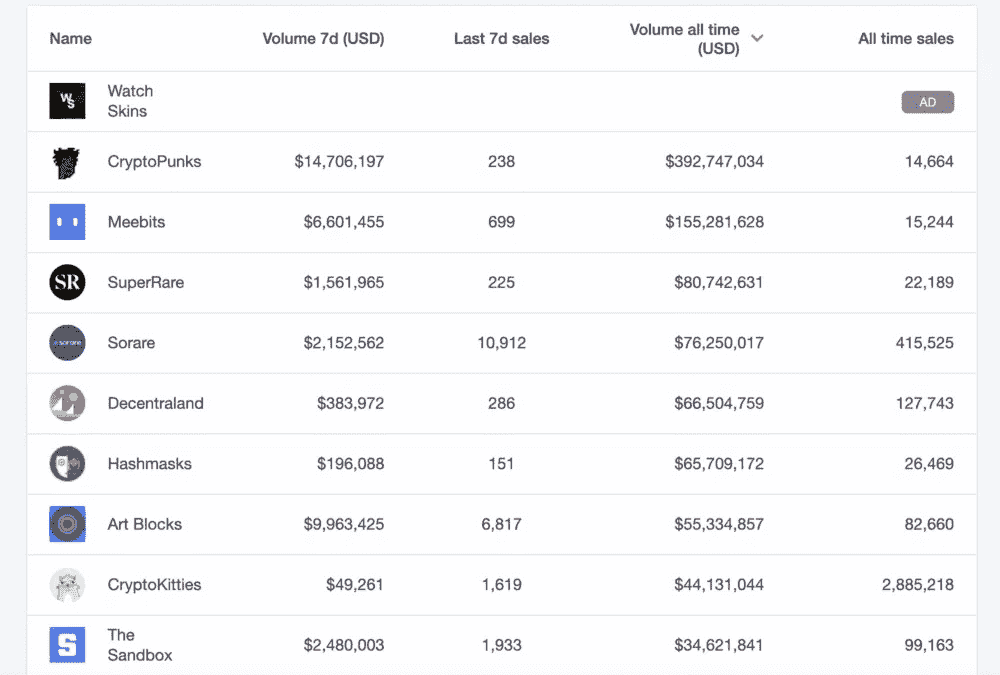 Name Volume 7d (USD) Last 7d sales Volume all time (USD) All time sales
WS Watch Skins AD
CryptoPunks $14,706,197 238 $392,747,034 14,664
Meebits $6,601,455 699 $155,281,628 15,244
SR SuperRare $1,561,965 225 $80,742,631 22,189
sorare Sorare $2,152,562 10,912 $76,250,017 415,525
Decentraland $383,972 286 $66,504,759 127,743
Hashmasks $196,088 151 $65,709,172 26,469
Art Blocks $9,963,425 6,817 $55,334,857 82,660
CryptoKitties $49,261 1,619 $44,131,044 2,885,218
S The Sandbox $2,480,003 1,933 $34,621,841 99,163